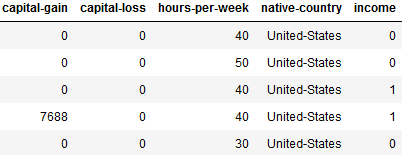 capital-gain capital-loss hours-per-week native-country income
0 0 40 United-States 0
0 0 50 United-States 0
0 0 40 United-States 1
7688 0 40 United-States 1
0 0 30 United-States 0